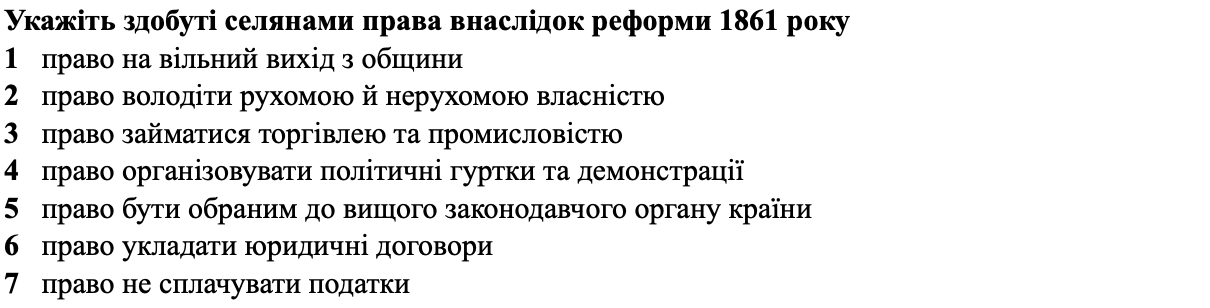 Укажіть здобуті селянами права внаслідок реформи 1861 року
1 право на вільний вихід з общини
2 право володіти рухомою й нерухомою власністю
3 право займатися торгівлею та промисловістю
4 право організовувати політичні гуртки та демонстрації
5 право бути обраним до вищого законодавчого органу країни
6 право укладати юридичні договори
7 право не сплачувати податки